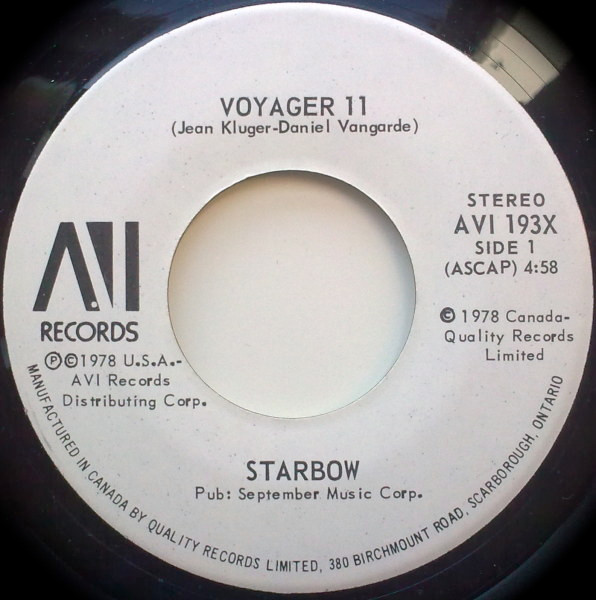 VOYAGER 11
(Jean Kluger-Daniel Vangarde)
STEREO
AVI 193X
SIDE 1
(ASCAP) 4:58
AVI
RECORDS
Ⓟ©1978 U.S.A.-
AVI Records
Distributing Corp.
© 1978 Canada-
Quality Records
Limited
STARBOW
Pub: September Music Corp.
MANUFACTURED IN CANADA BY QUALITY RECORDS LIMITED, 380 BIRCHMOUNT ROAD, SCARBOROUGH, ONTARIO